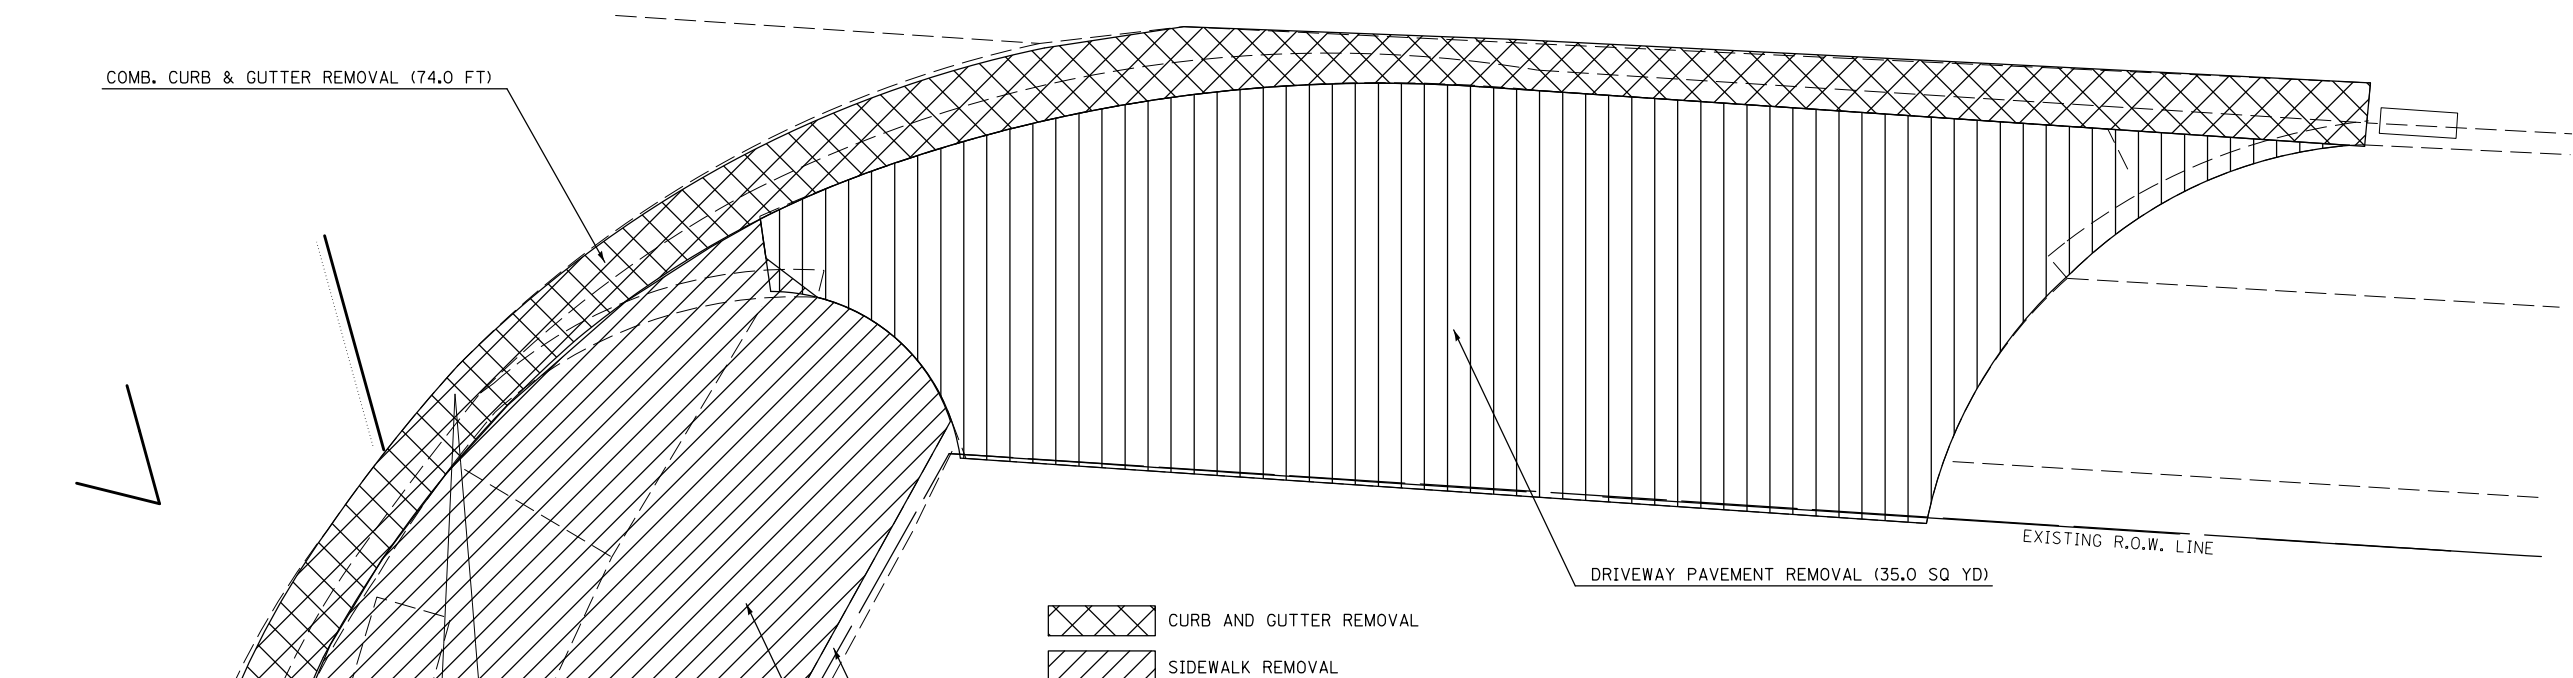 COMB. CURB & GUTTER REMOVAL (74.0 FT)
EXISTING R.O.W. LINE
DRIVEWAY PAVEMENT REMOVAL (35.0 SQ YD)
CURB AND GUTTER REMOVAL
SIDEWALK REMOVAL